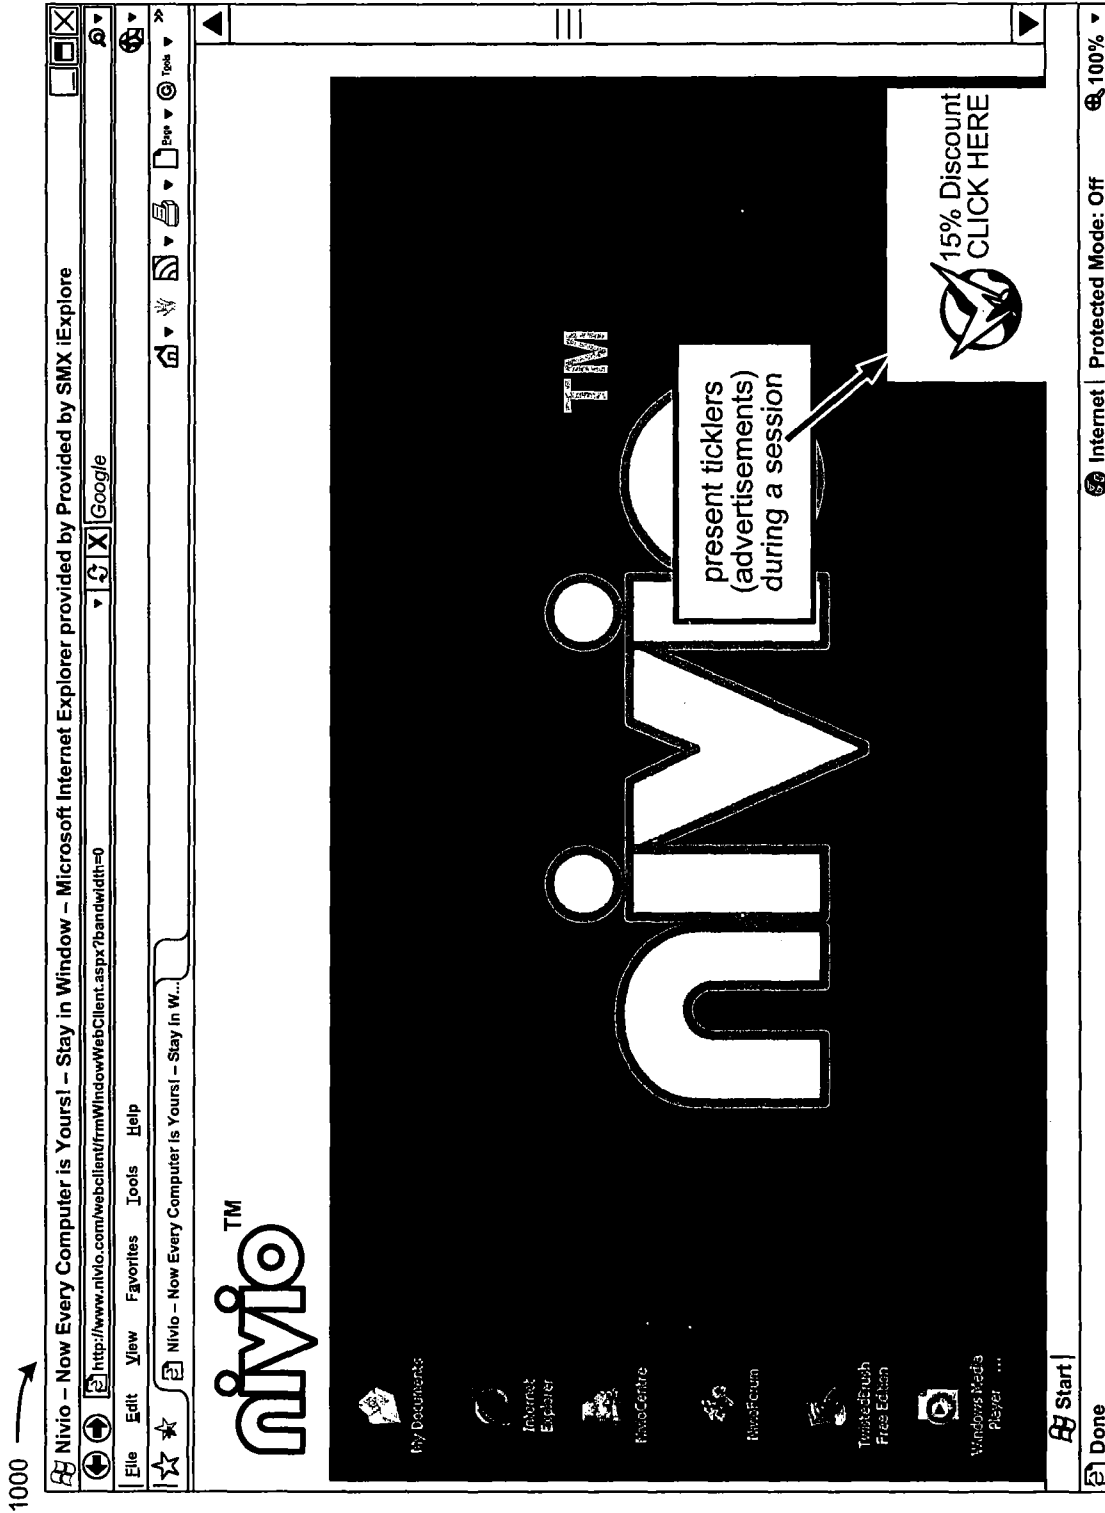 1000
Nivio – Now Every Computer is Yours! – Stay in Window – Microsoft Internet Explorer provided by Provided by SMX iExplore
http://www.nivio.com/webclient/frmWindowWebClient.aspx?bandwidth=0
Google
File Edit View Favorites Tools Help
Nivio – Now Every Computer is Yours! – Stay in W...
Page Tools »
nivio™
My Documents
Internet
Explorer
NivioCentre
NivioForum
TwistedBrush
Free Edition
Windows Media
Player ...
nivio
TM
present ticklers
(advertisements)
during a session
15% Discount
CLICK HERE
Start
Done
Internet | Protected Mode: Off
100%